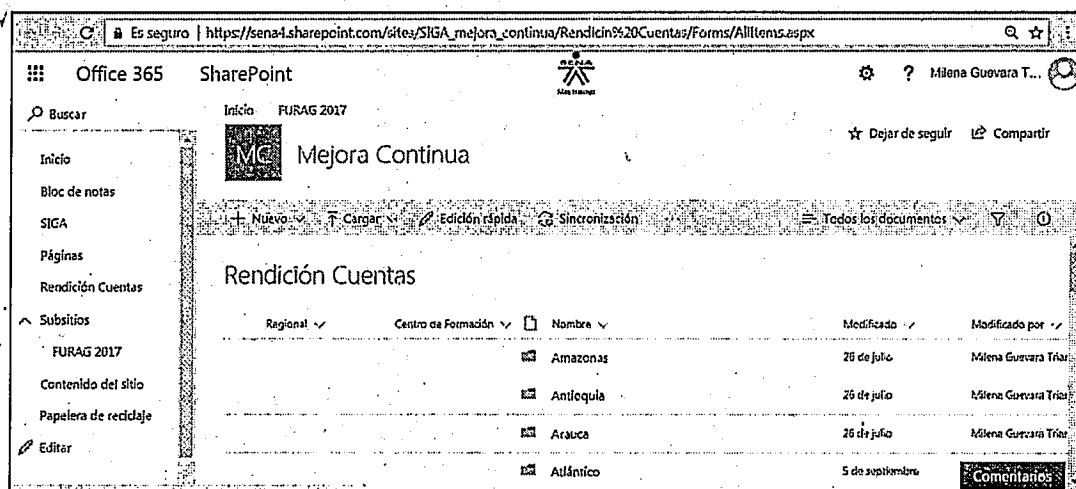 Es seguro | https://sena4.sharepoint.com/sites/SIGA_mejora_continua/Rendicin%20Cuentas/Forms/AllItems.aspx
Office 365 SharePoint SENA Milena Guevara T...
Buscar
Inicio FURAG 2017
Dejar de seguir Compartir
MC Mejora Continua
Inicio
Bloc de notas
SIGA
Páginas
Rendición Cuentas
Subsitios
FURAG 2017
Contenido del sitio
Papelera de reciclaje
Editar
+ Nuevo Cargar Edición rápida Sincronización ... Todos los documentos
Rendición Cuentas
Regional Centro de Formación Nombre Modificado Modificado por
Amazonas 26 de julio Milena Guevara Triar
Antioquia 26 de julio Milena Guevara Triar
Arauca 26 de julio Milena Guevara Triar
Atlántico 5 de septiembre
Comentarios